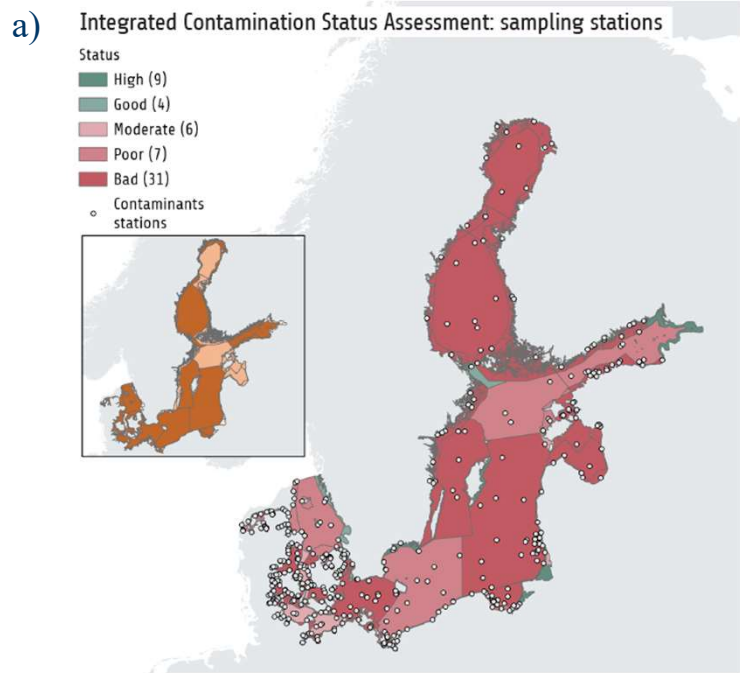 a)
Integrated Contamination Status Assessment: sampling stations
Status
High (9)
Good (4)
Moderate (6)
Poor (7)
Bad (31)
Contaminants
stations